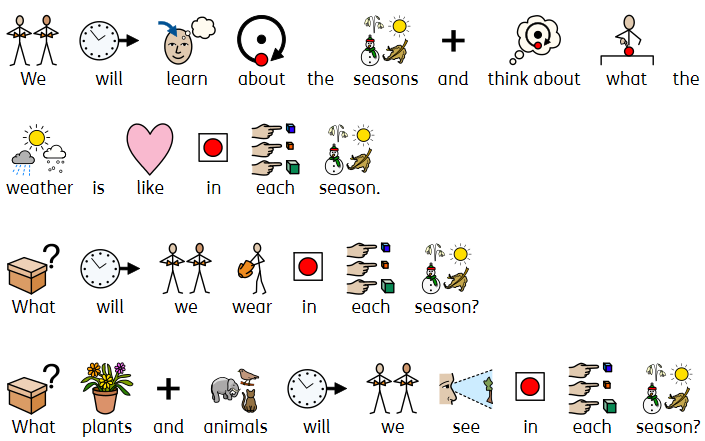 We will learn about the seasons and think about what the
weather is like in each season.
What will we wear in each season?
What plants and animals will we see in each season?